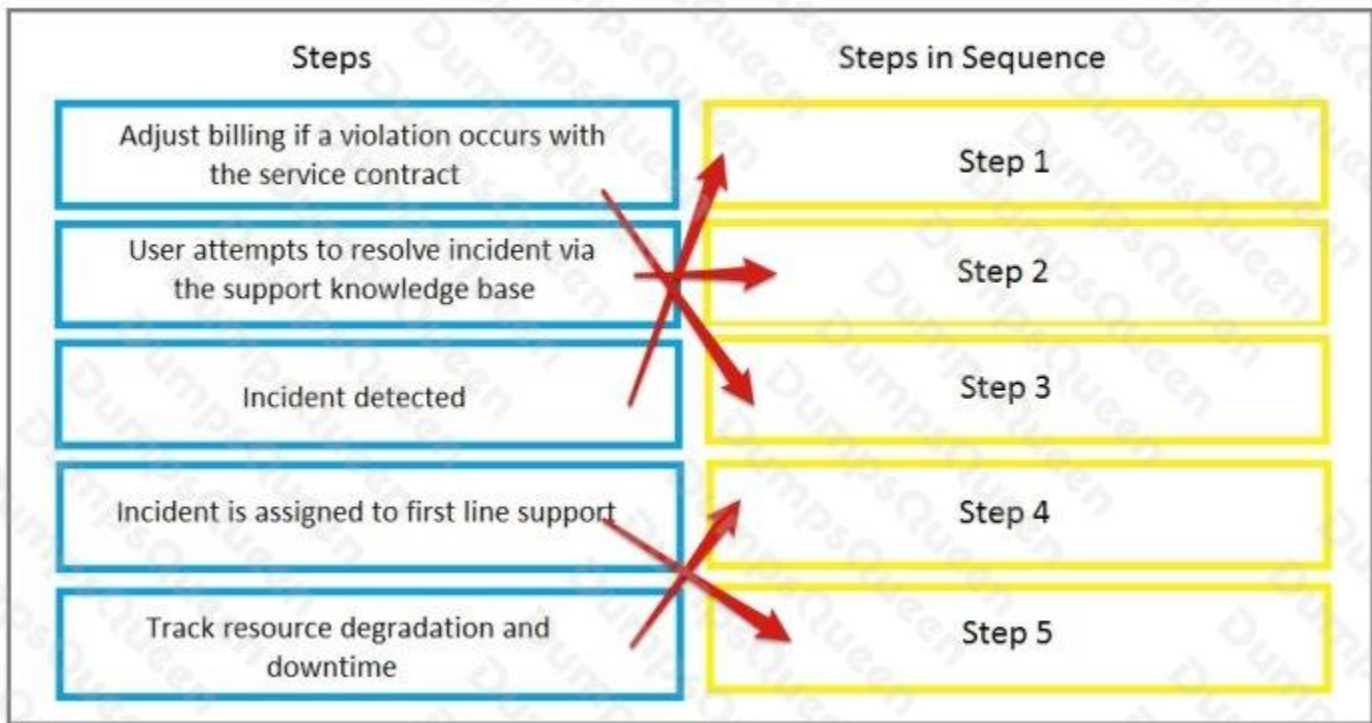 Steps
Steps in Sequence
Adjust billing if a violation occurs with
the service contract
Step 1
User attempts to resolve incident via
the support knowledge base
Step 2
Incident detected
Step 3
Incident is assigned to first line support
Step 4
Track resource degradation and
downtime
Step 5
DumpsQueen